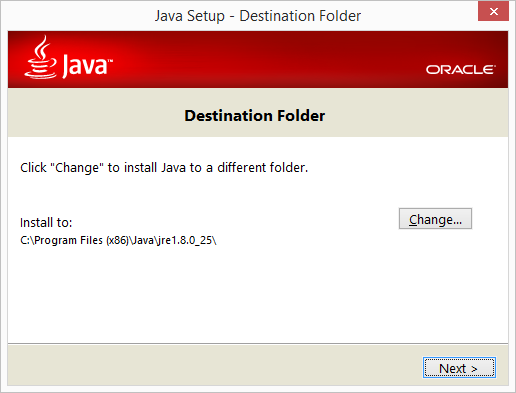 Java Setup - Destination Folder
Java™
ORACLE
Destination Folder
Click "Change" to install Java to a different folder.
Install to:
Change...
C:\Program Files (x86)\Java\jre1.8.0_25\
Next >